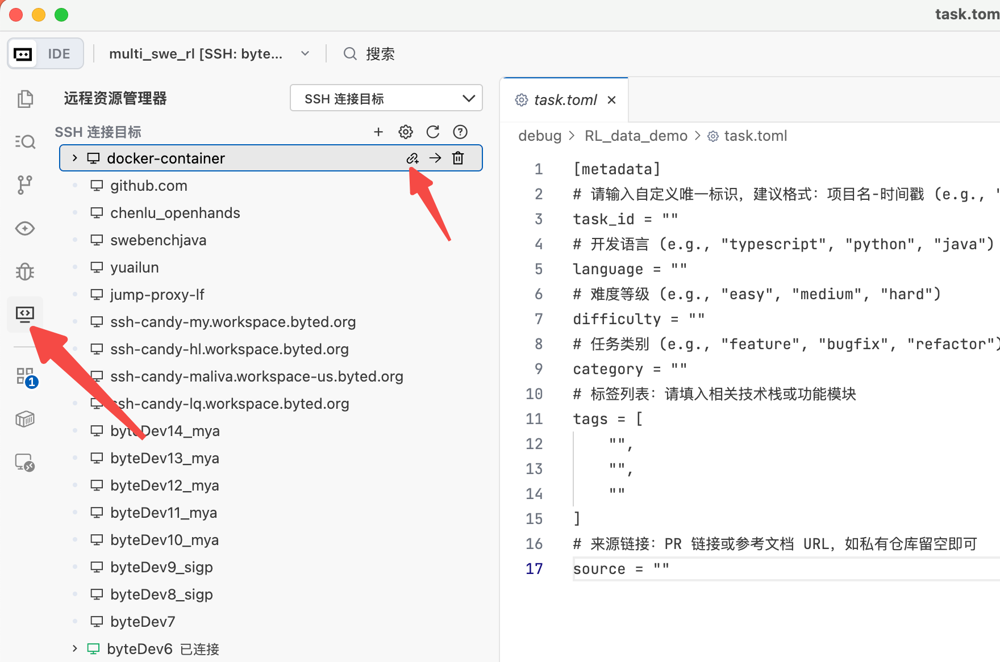 task.tom
IDE
multi_swe_rl [SSH: byte...
搜索
远程资源管理器
SSH 连接目标
SSH 连接目标
docker-container
github.com
chenlu_openhands
swebenchjava
yuailun
jump-proxy-lf
ssh-candy-my.workspace.byted.org
ssh-candy-hl.workspace.byted.org
ssh-candy-maliva.workspace-us.byted.org
ssh-candy-lq.workspace.byted.org
byteDev14_mya
byteDev13_mya
byteDev12_mya
byteDev11_mya
byteDev10_mya
byteDev9_sigp
byteDev8_sigp
byteDev7
byteDev6 已连接
1
task.toml
debug > RL_data_demo > task.toml
1 [metadata]
2 # 请输入自定义唯一标识，建议格式：项目名-时间戳 (e.g., "
3 task_id = ""
4 # 开发语言 (e.g., "typescript", "python", "java")
5 language = ""
6 # 难度等级 (e.g., "easy", "medium", "hard")
7 difficulty = ""
8 # 任务类别 (e.g., "feature", "bugfix", "refactor")
9 category = ""
10 # 标签列表：请填入相关技术栈或功能模块
11 tags = [
12 "",
13 "",
14 ""
15 ]
16 # 来源链接：PR 链接或参考文档 URL，如私有仓库留空即可
17 source = ""